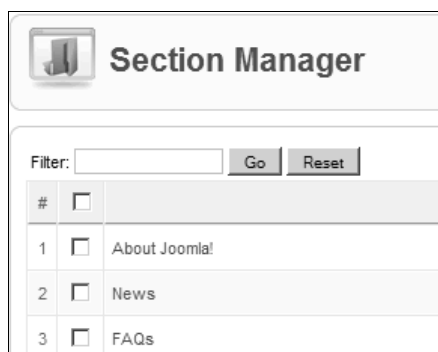 Section Manager
Filter: Go Reset
#
1 About Joomla!
2 News
3 FAQs